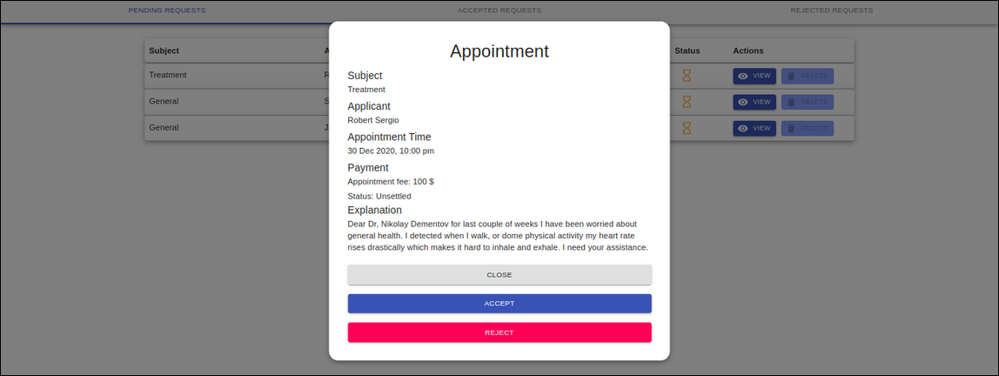 PENDING REQUESTS
ACCEPTED REQUESTS
REJECTED REQUESTS
Subject
Status
Actions
Treatment
VIEW
DELETE
General
VIEW
DELETE
General
VIEW
DELETE
Appointment
Subject
Treatment
Applicant
Robert Sergio
Appointment Time
30 Dec 2020, 10:00 pm
Payment
Appointment fee: 100 $
Status: Unsettled
Explanation
Dear Dr, Nikolay Dementov for last couple of weeks I have been worried about
general health. I detected when I walk, or dome physical activity my heart rate
rises drastically which makes it hard to inhale and exhale. I need your assistance.
CLOSE
ACCEPT
REJECT